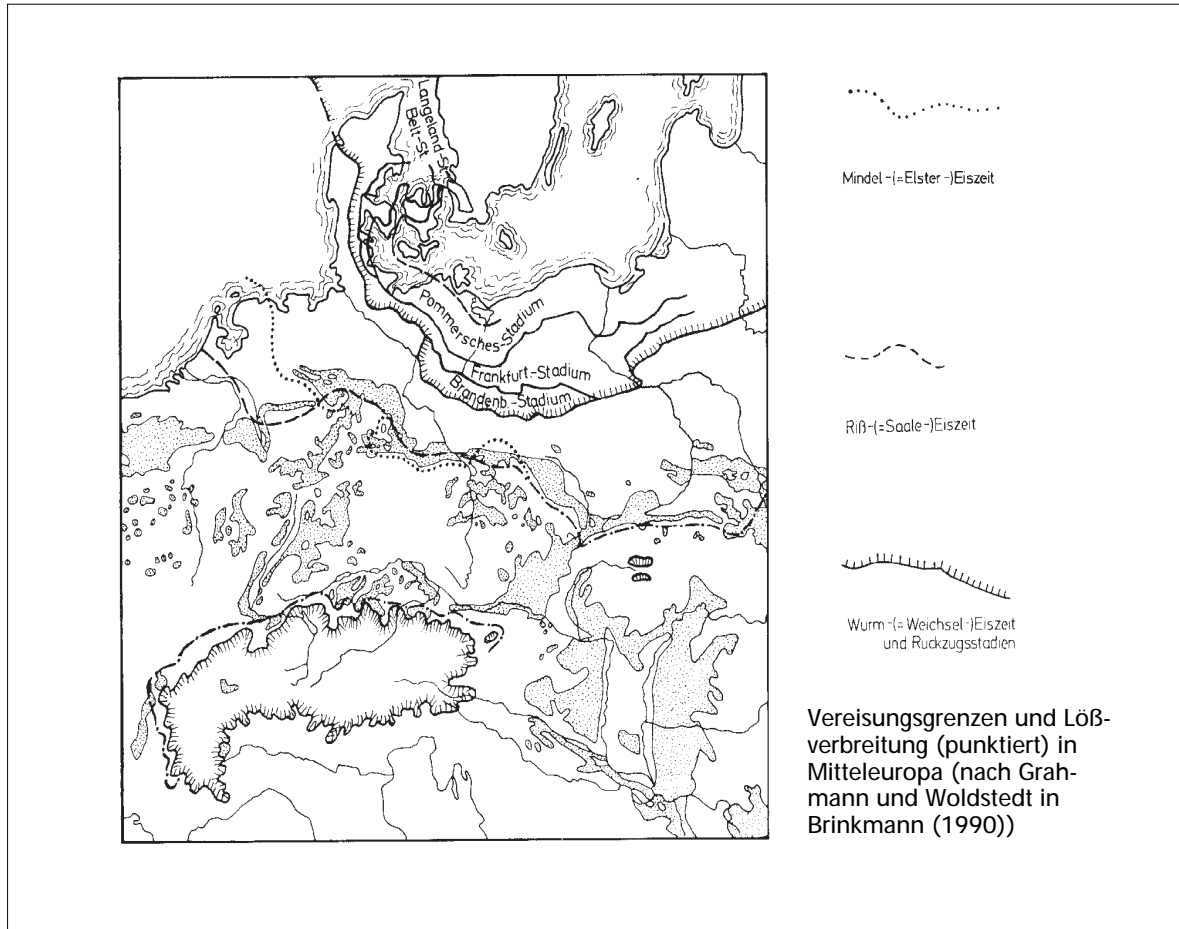 Langeland-St.
Belt-St.
Pommersches-Stadium
Frankfurt-Stadium
Brandenb.-Stadium
Mindel-(=Elster-)Eiszeit
Riß-(=Saale-)Eiszeit
Wurm-(=Weichsel-)Eiszeit
und Ruckzugsstadien
Vereisungsgrenzen und Löß-
verbreitung (punktiert) in
Mitteleuropa (nach Grah-
mann und Woldstedt in
Brinkmann (1990))